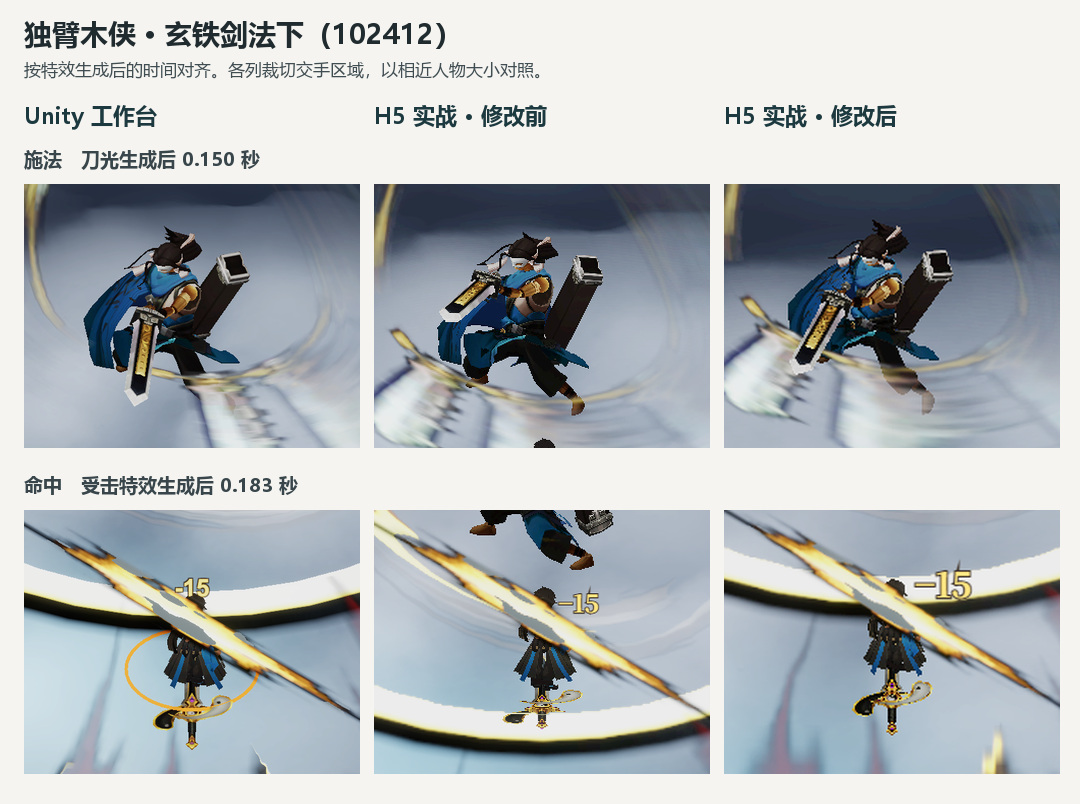 独臂木侠 • 玄铁剑法下（102412）
按特效生成后的时间对齐。各列裁切交手区域，以相近人物大小对照。
Unity 工作台
H5 实战 • 修改前
H5 实战 • 修改后
施法 刀光生成后 0.150 秒
命中 受击特效生成后 0.183 秒
-15
-15
-15